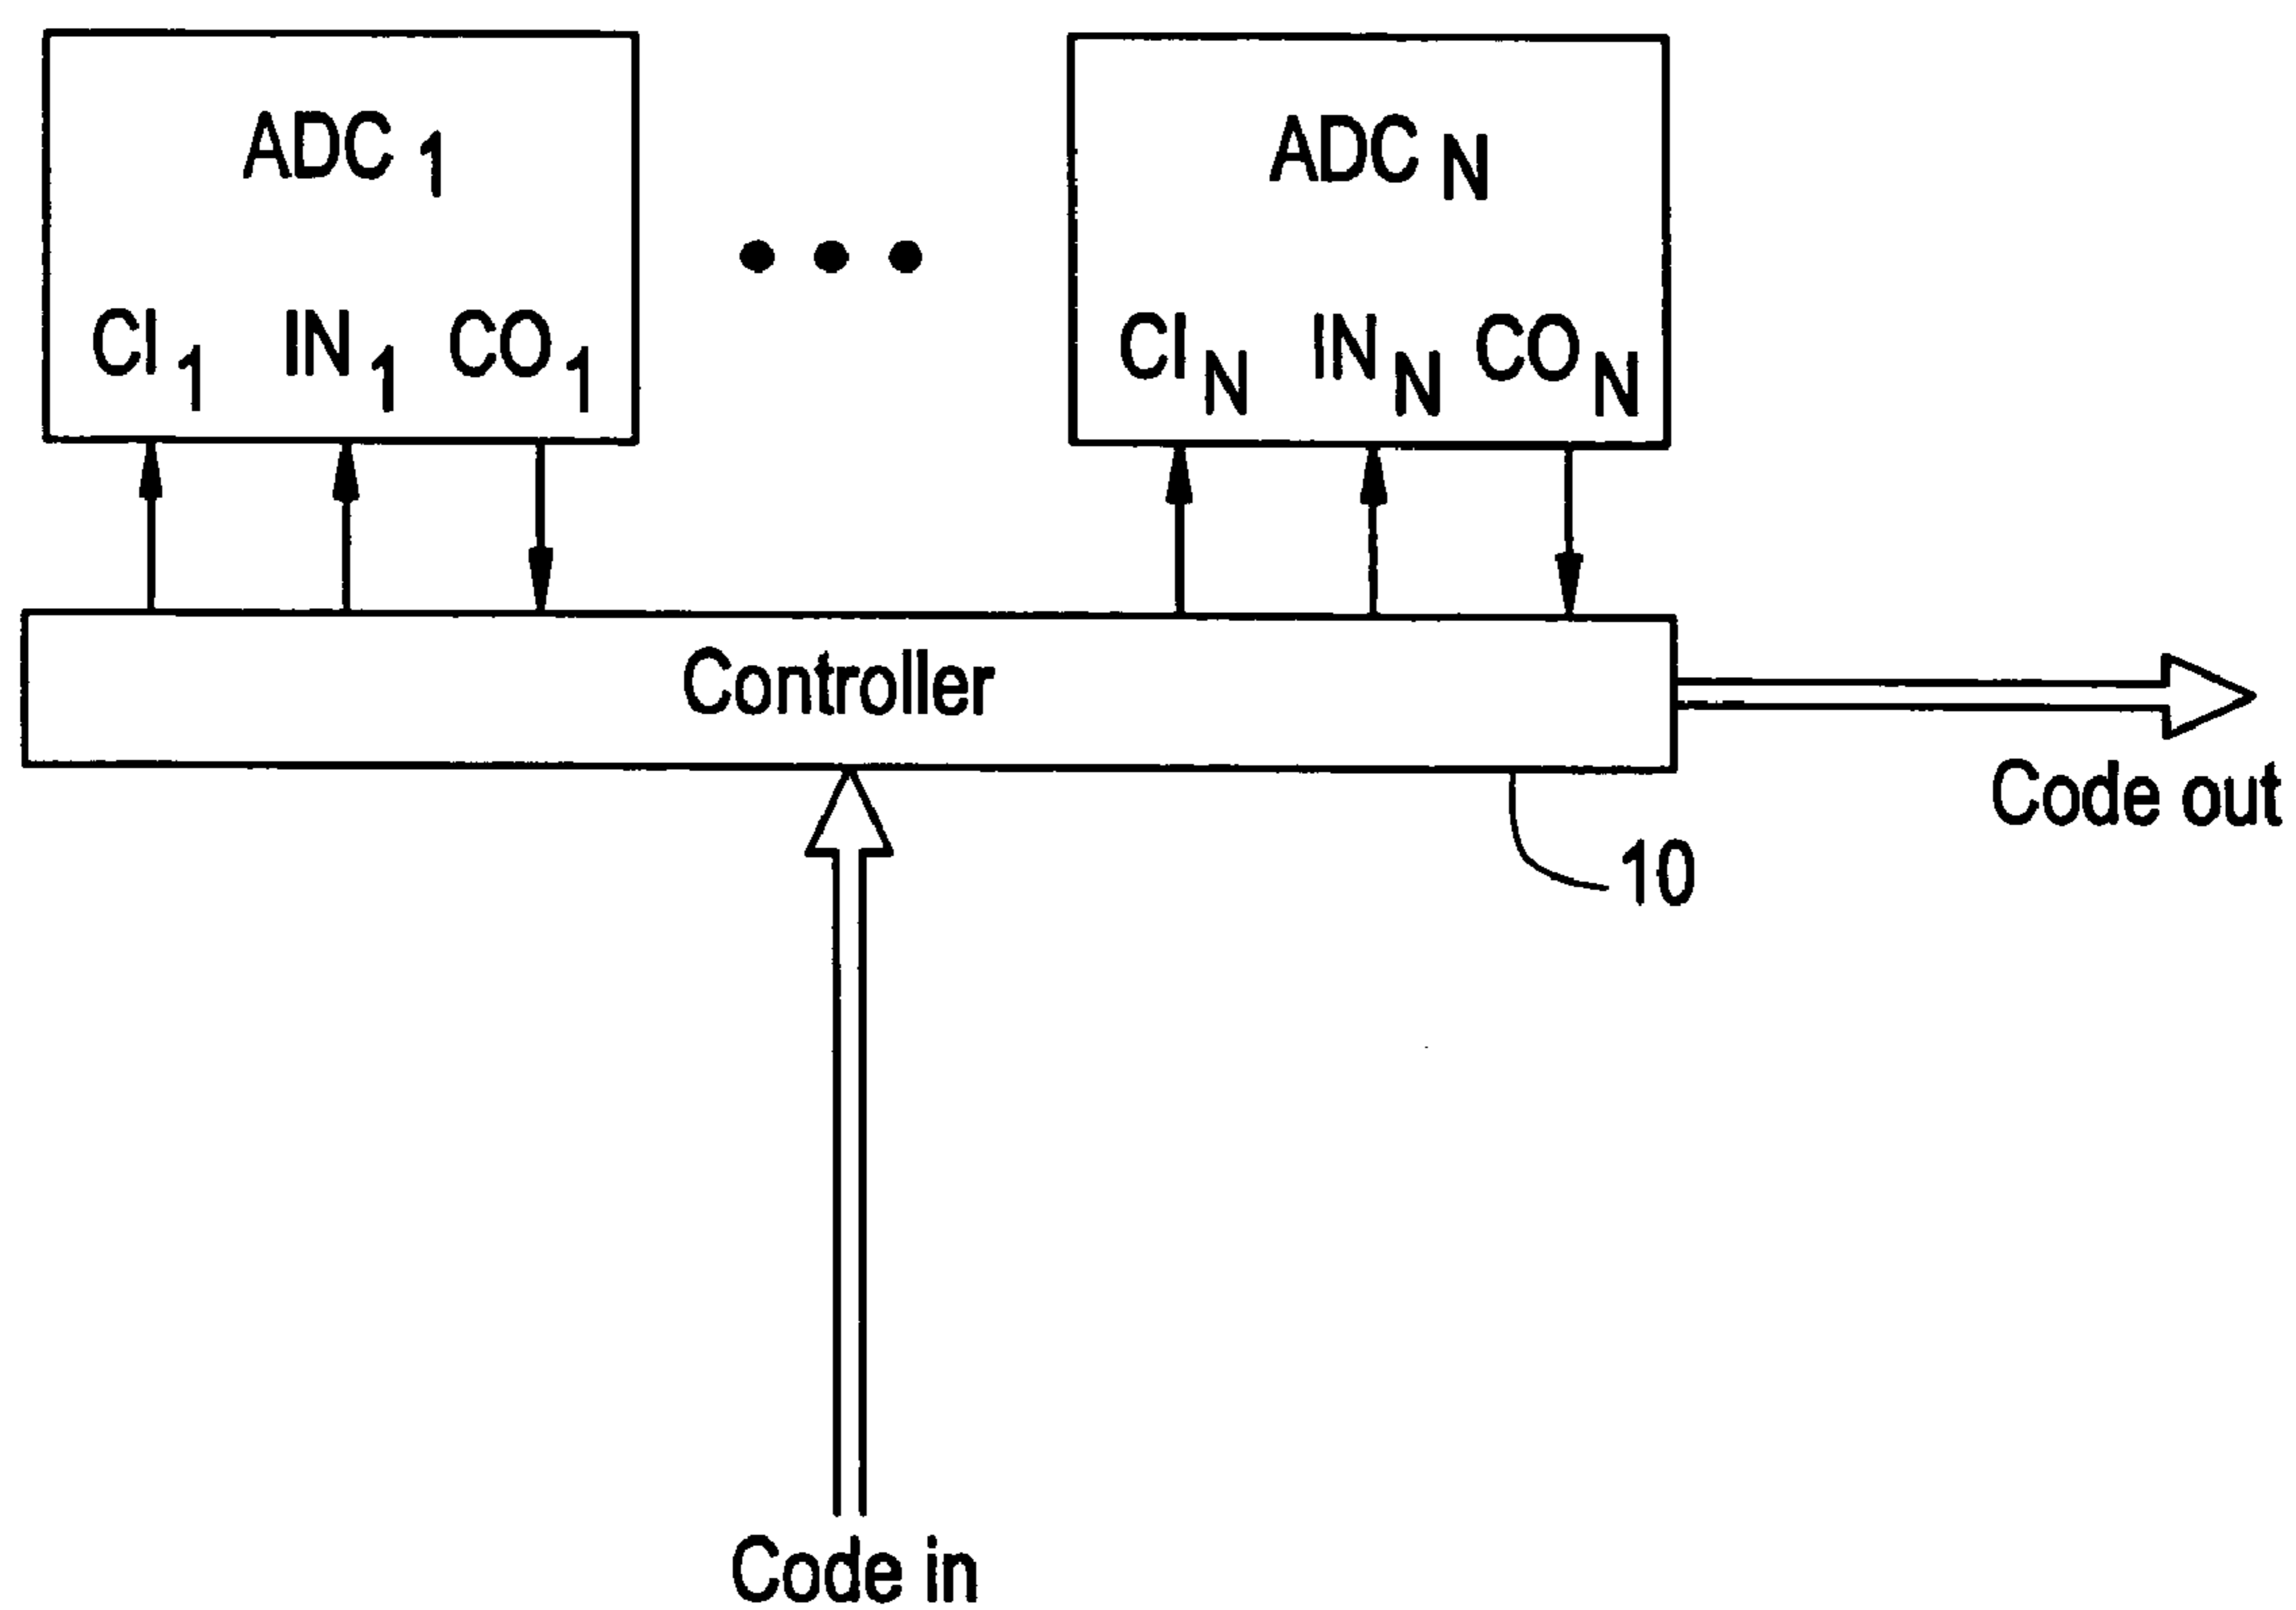 ADC 1
ADC N
CI 1 IN 1 CO 1
CI N IN N CO N
Controller
Code out
10
Code in